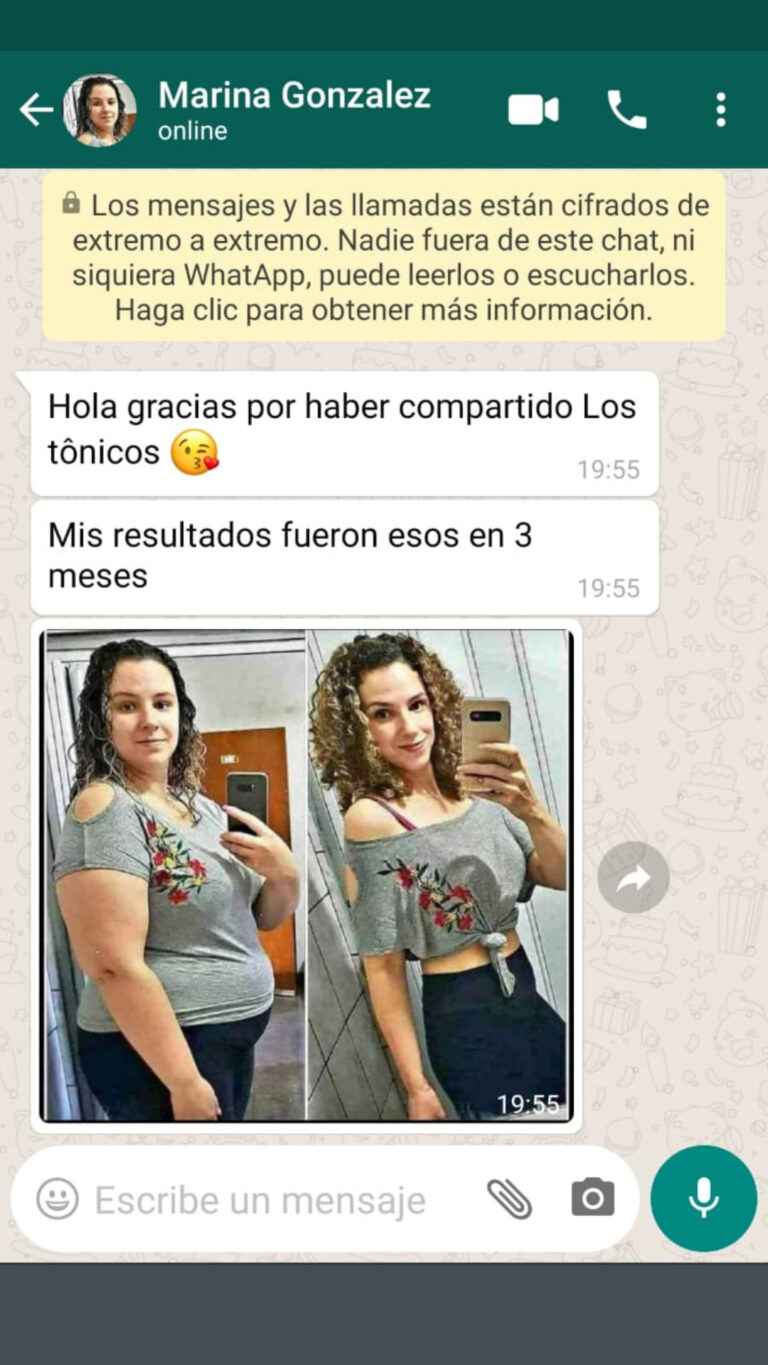 Marina Gonzalez
online
Los mensajes y las llamadas están cifrados de
extremo a extremo. Nadie fuera de este chat, ni
siquiera WhatApp, puede leerlos o escucharlos.
Haga clic para obtener más información.
Hola gracias por haber compartido Los
tônicos 😘
19:55
Mis resultados fueron esos en 3
meses
19:55
19:55
Escribe un mensaje